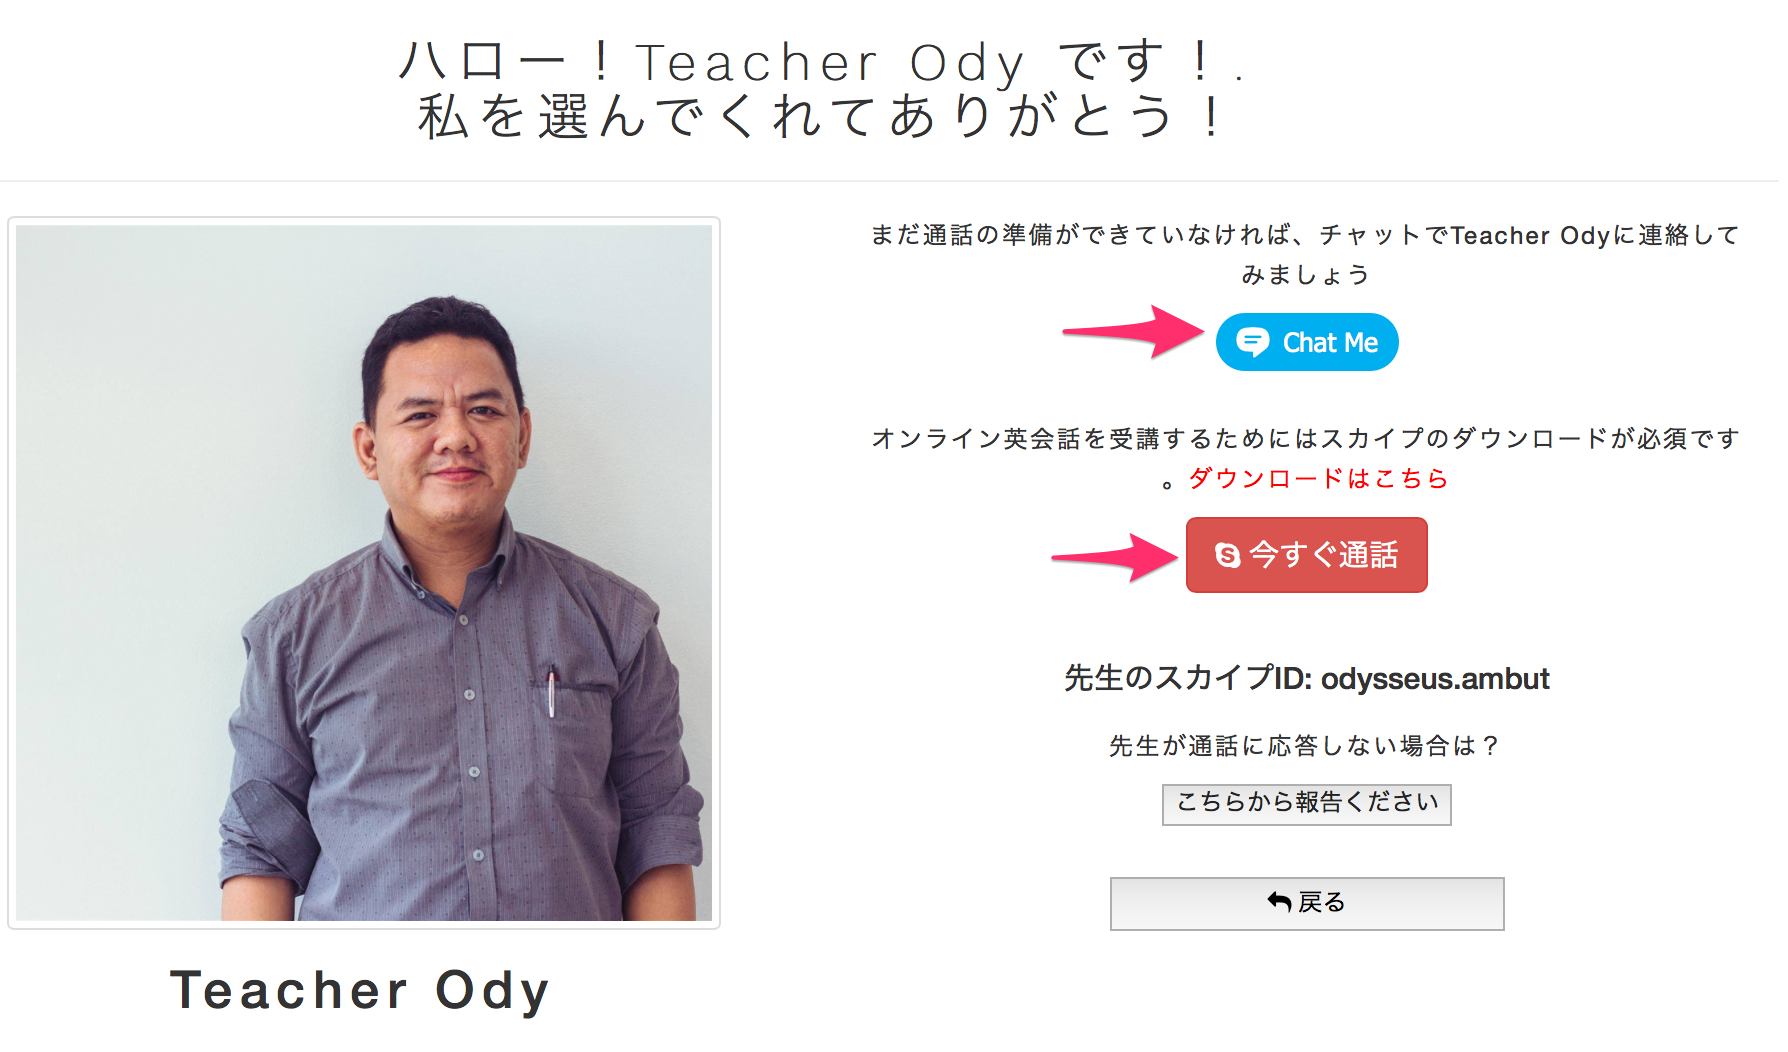 ハロー！Teacher Ody です！.
私を選んでくれてありがとう！
まだ通話の準備ができていなければ、チャットでTeacher Odyに連絡して
みましょう
Chat Me
オンライン英会話を受講するためにはスカイプのダウンロードが必須です
。ダウンロードはこちら
今すぐ通話
先生のスカイプID: odysseus.ambut
先生が通話に応答しない場合は？
こちらから報告ください
戻る
Teacher Ody